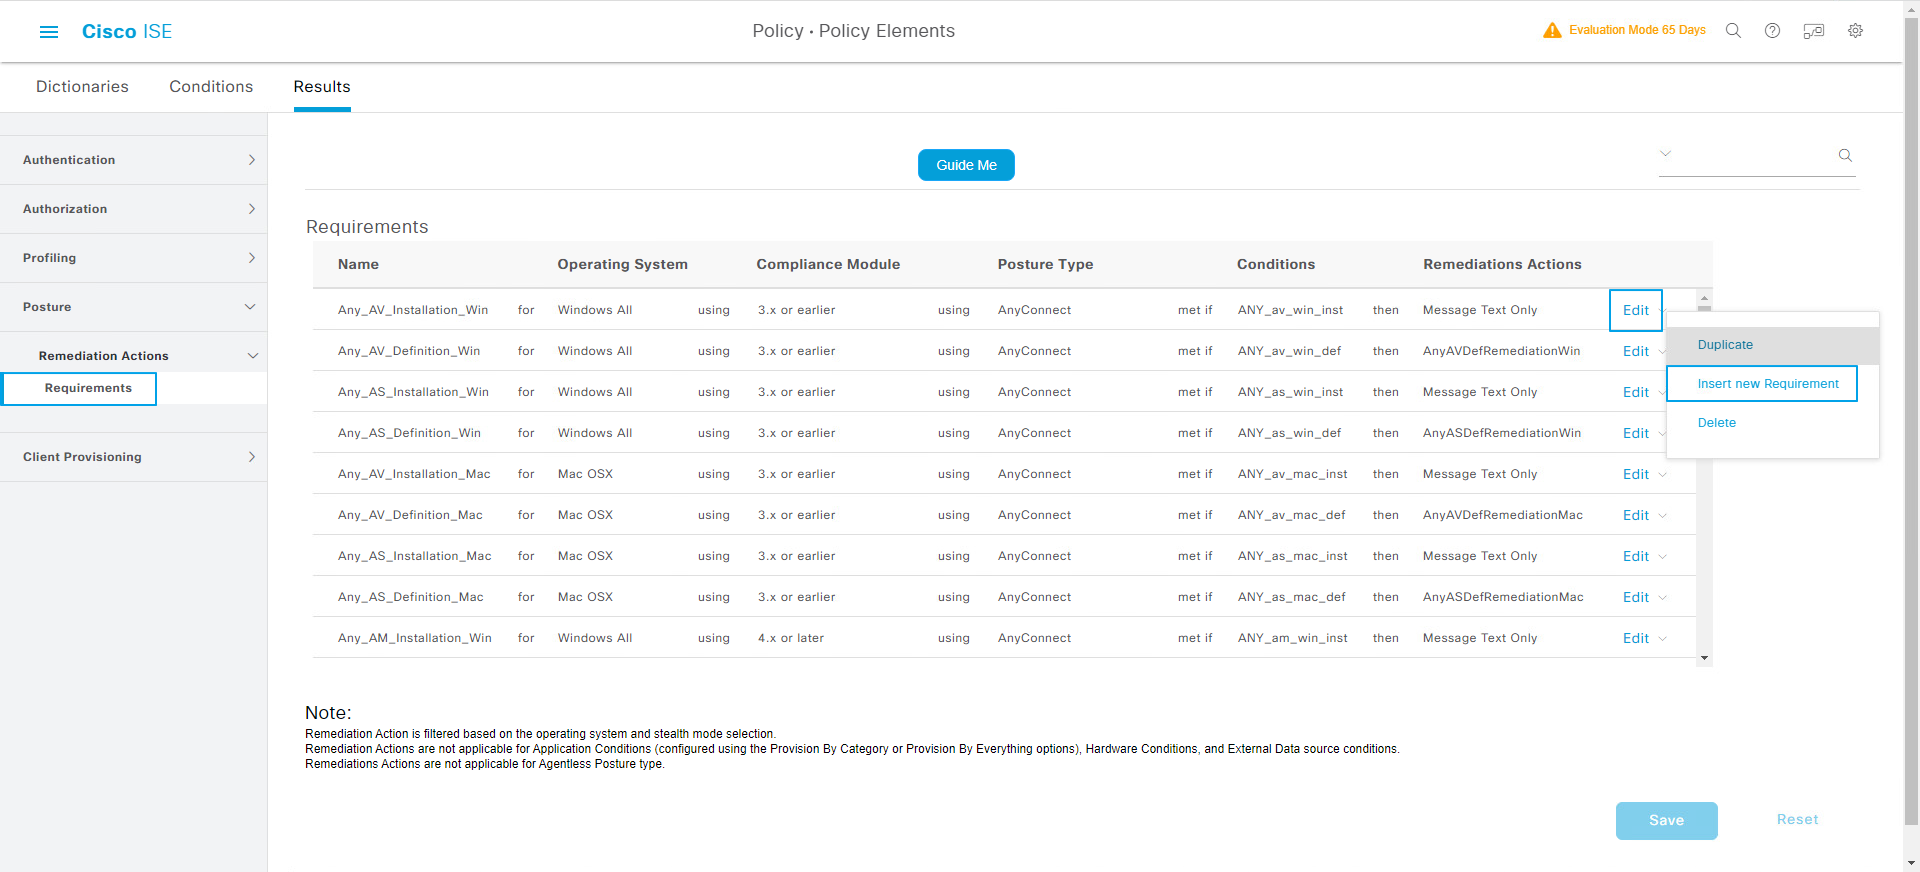 Cisco ISE
Policy · Policy Elements
Evaluation Mode 65 Days
Dictionaries
Conditions
Results
Authentication
Authorization
Profiling
Posture
Remediation Actions
Requirements
Client Provisioning
Guide Me
Requirements
Name Operating System Compliance Module Posture Type Conditions Remediations Actions
Any_AV_Installation_Win for Windows All using 3.x or earlier using AnyConnect met if ANY_av_win_inst then Message Text Only Edit
Any_AV_Definition_Win for Windows All using 3.x or earlier using AnyConnect met if ANY_av_win_def then AnyAVDefRemediationWin Edit
Any_AS_Installation_Win for Windows All using 3.x or earlier using AnyConnect met if ANY_as_win_inst then Message Text Only Edit
Any_AS_Definition_Win for Windows All using 3.x or earlier using AnyConnect met if ANY_as_win_def then AnyASDefRemediationWin Edit
Any_AV_Installation_Mac for Mac OSX using 3.x or earlier using AnyConnect met if ANY_av_mac_inst then Message Text Only Edit
Any_AV_Definition_Mac for Mac OSX using 3.x or earlier using AnyConnect met if ANY_av_mac_def then AnyAVDefRemediationMac Edit
Any_AS_Installation_Mac for Mac OSX using 3.x or earlier using AnyConnect met if ANY_as_mac_inst then Message Text Only Edit
Any_AS_Definition_Mac for Mac OSX using 3.x or earlier using AnyConnect met if ANY_as_mac_def then AnyASDefRemediationMac Edit
Any_AM_Installation_Win for Windows All using 4.x or later using AnyConnect met if ANY_am_win_inst then Message Text Only Edit
Duplicate
Insert new Requirement
Delete
Note:
Remediation Action is filtered based on the operating system and stealth mode selection.
Remediation Actions are not applicable for Application Conditions (configured using the Provision By Category or Provision By Everything options), Hardware Conditions, and External Data source conditions.
Remediations Actions are not applicable for Agentless Posture type.
Save
Reset